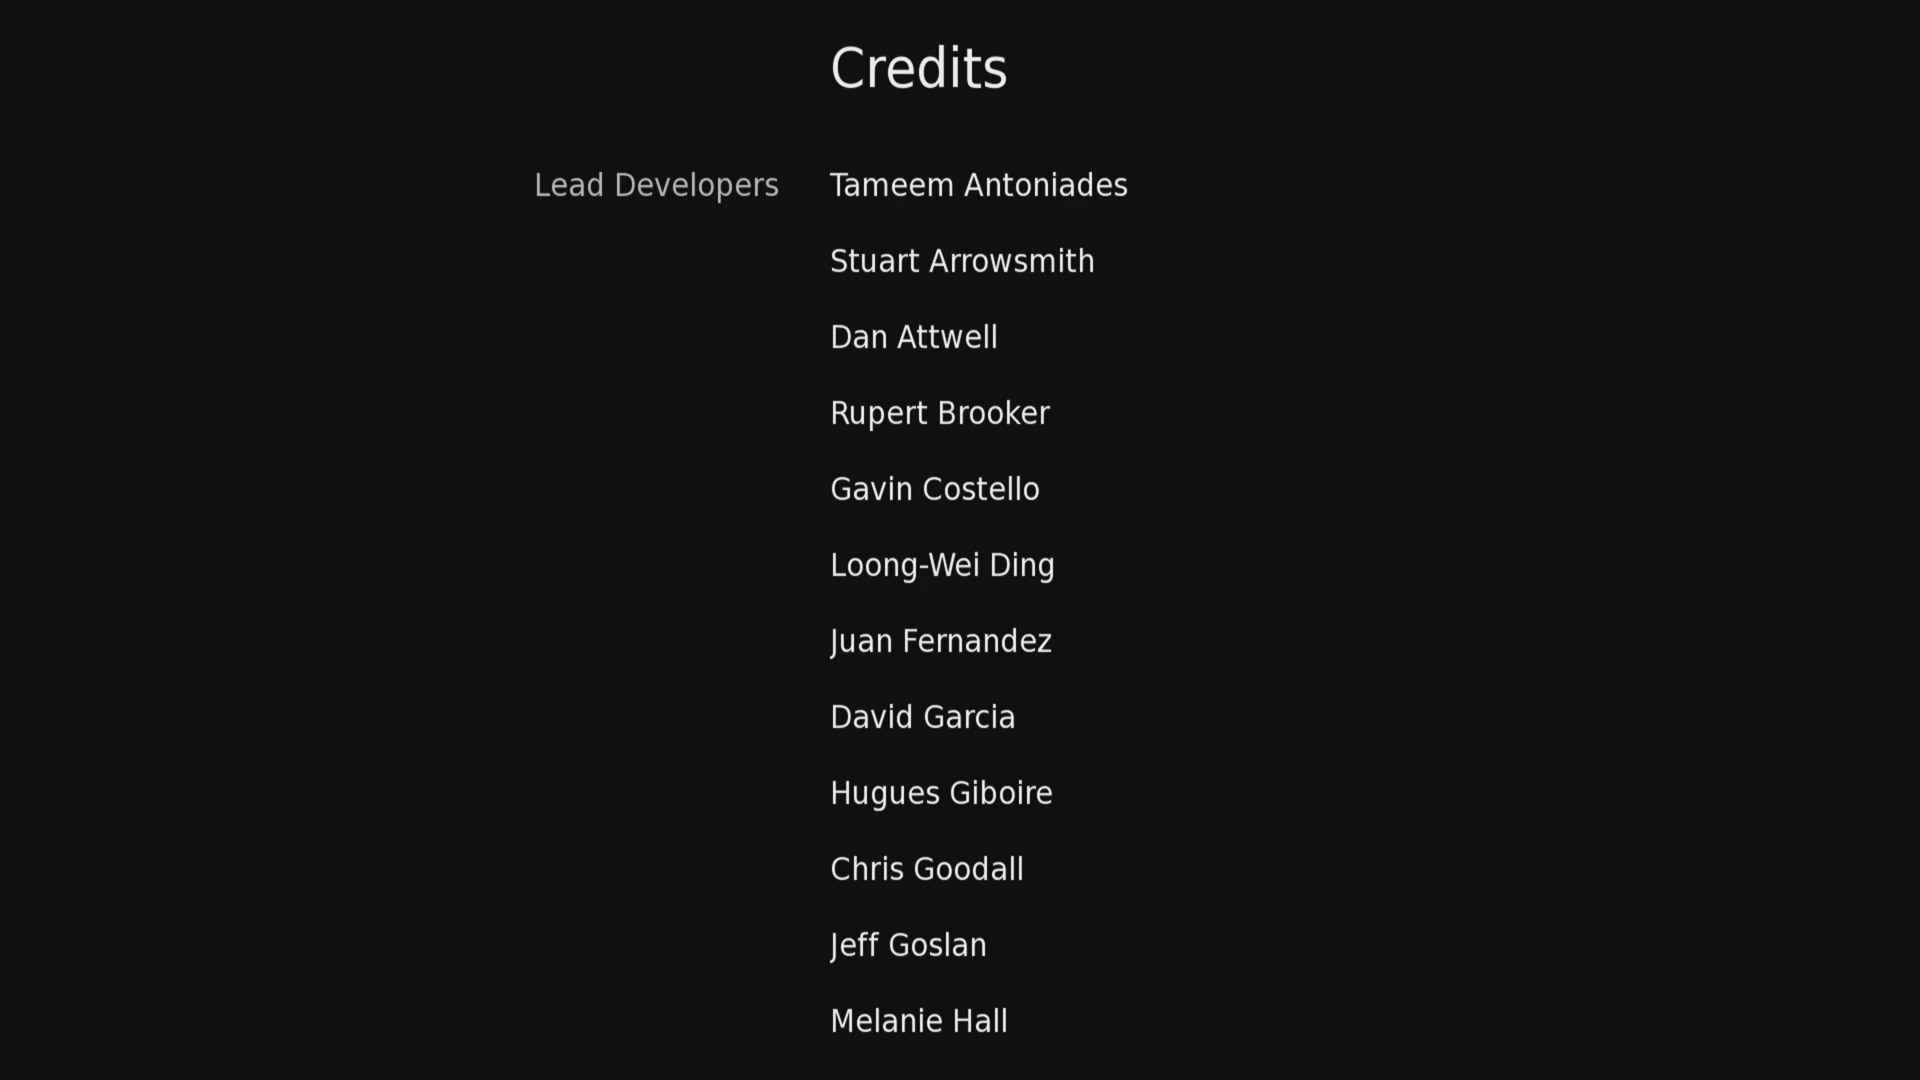 Credits
Lead Developers Tameem Antoniades
Stuart Arrowsmith
Dan Attwell
Rupert Brooker
Gavin Costello
Loong-Wei Ding
Juan Fernandez
David Garcia
Hugues Giboire
Chris Goodall
Jeff Goslan
Melanie Hall